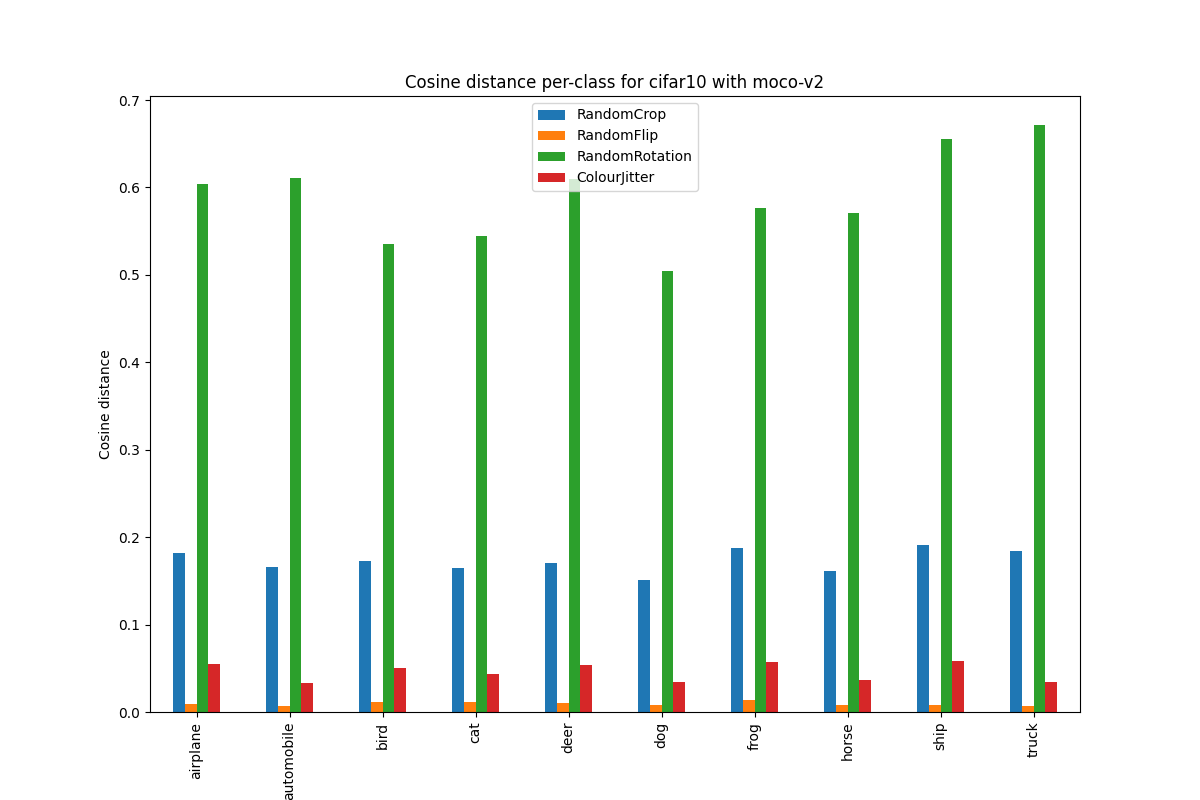 Cosine distance per-class for cifar10 with moco-v2
RandomCrop
RandomFlip
RandomRotation
ColourJitter
Cosine distance
0.7
0.6
0.5
0.4
0.3
0.2
0.1
0.0
airplane
automobile
bird
cat
deer
dog
frog
horse
ship
truck